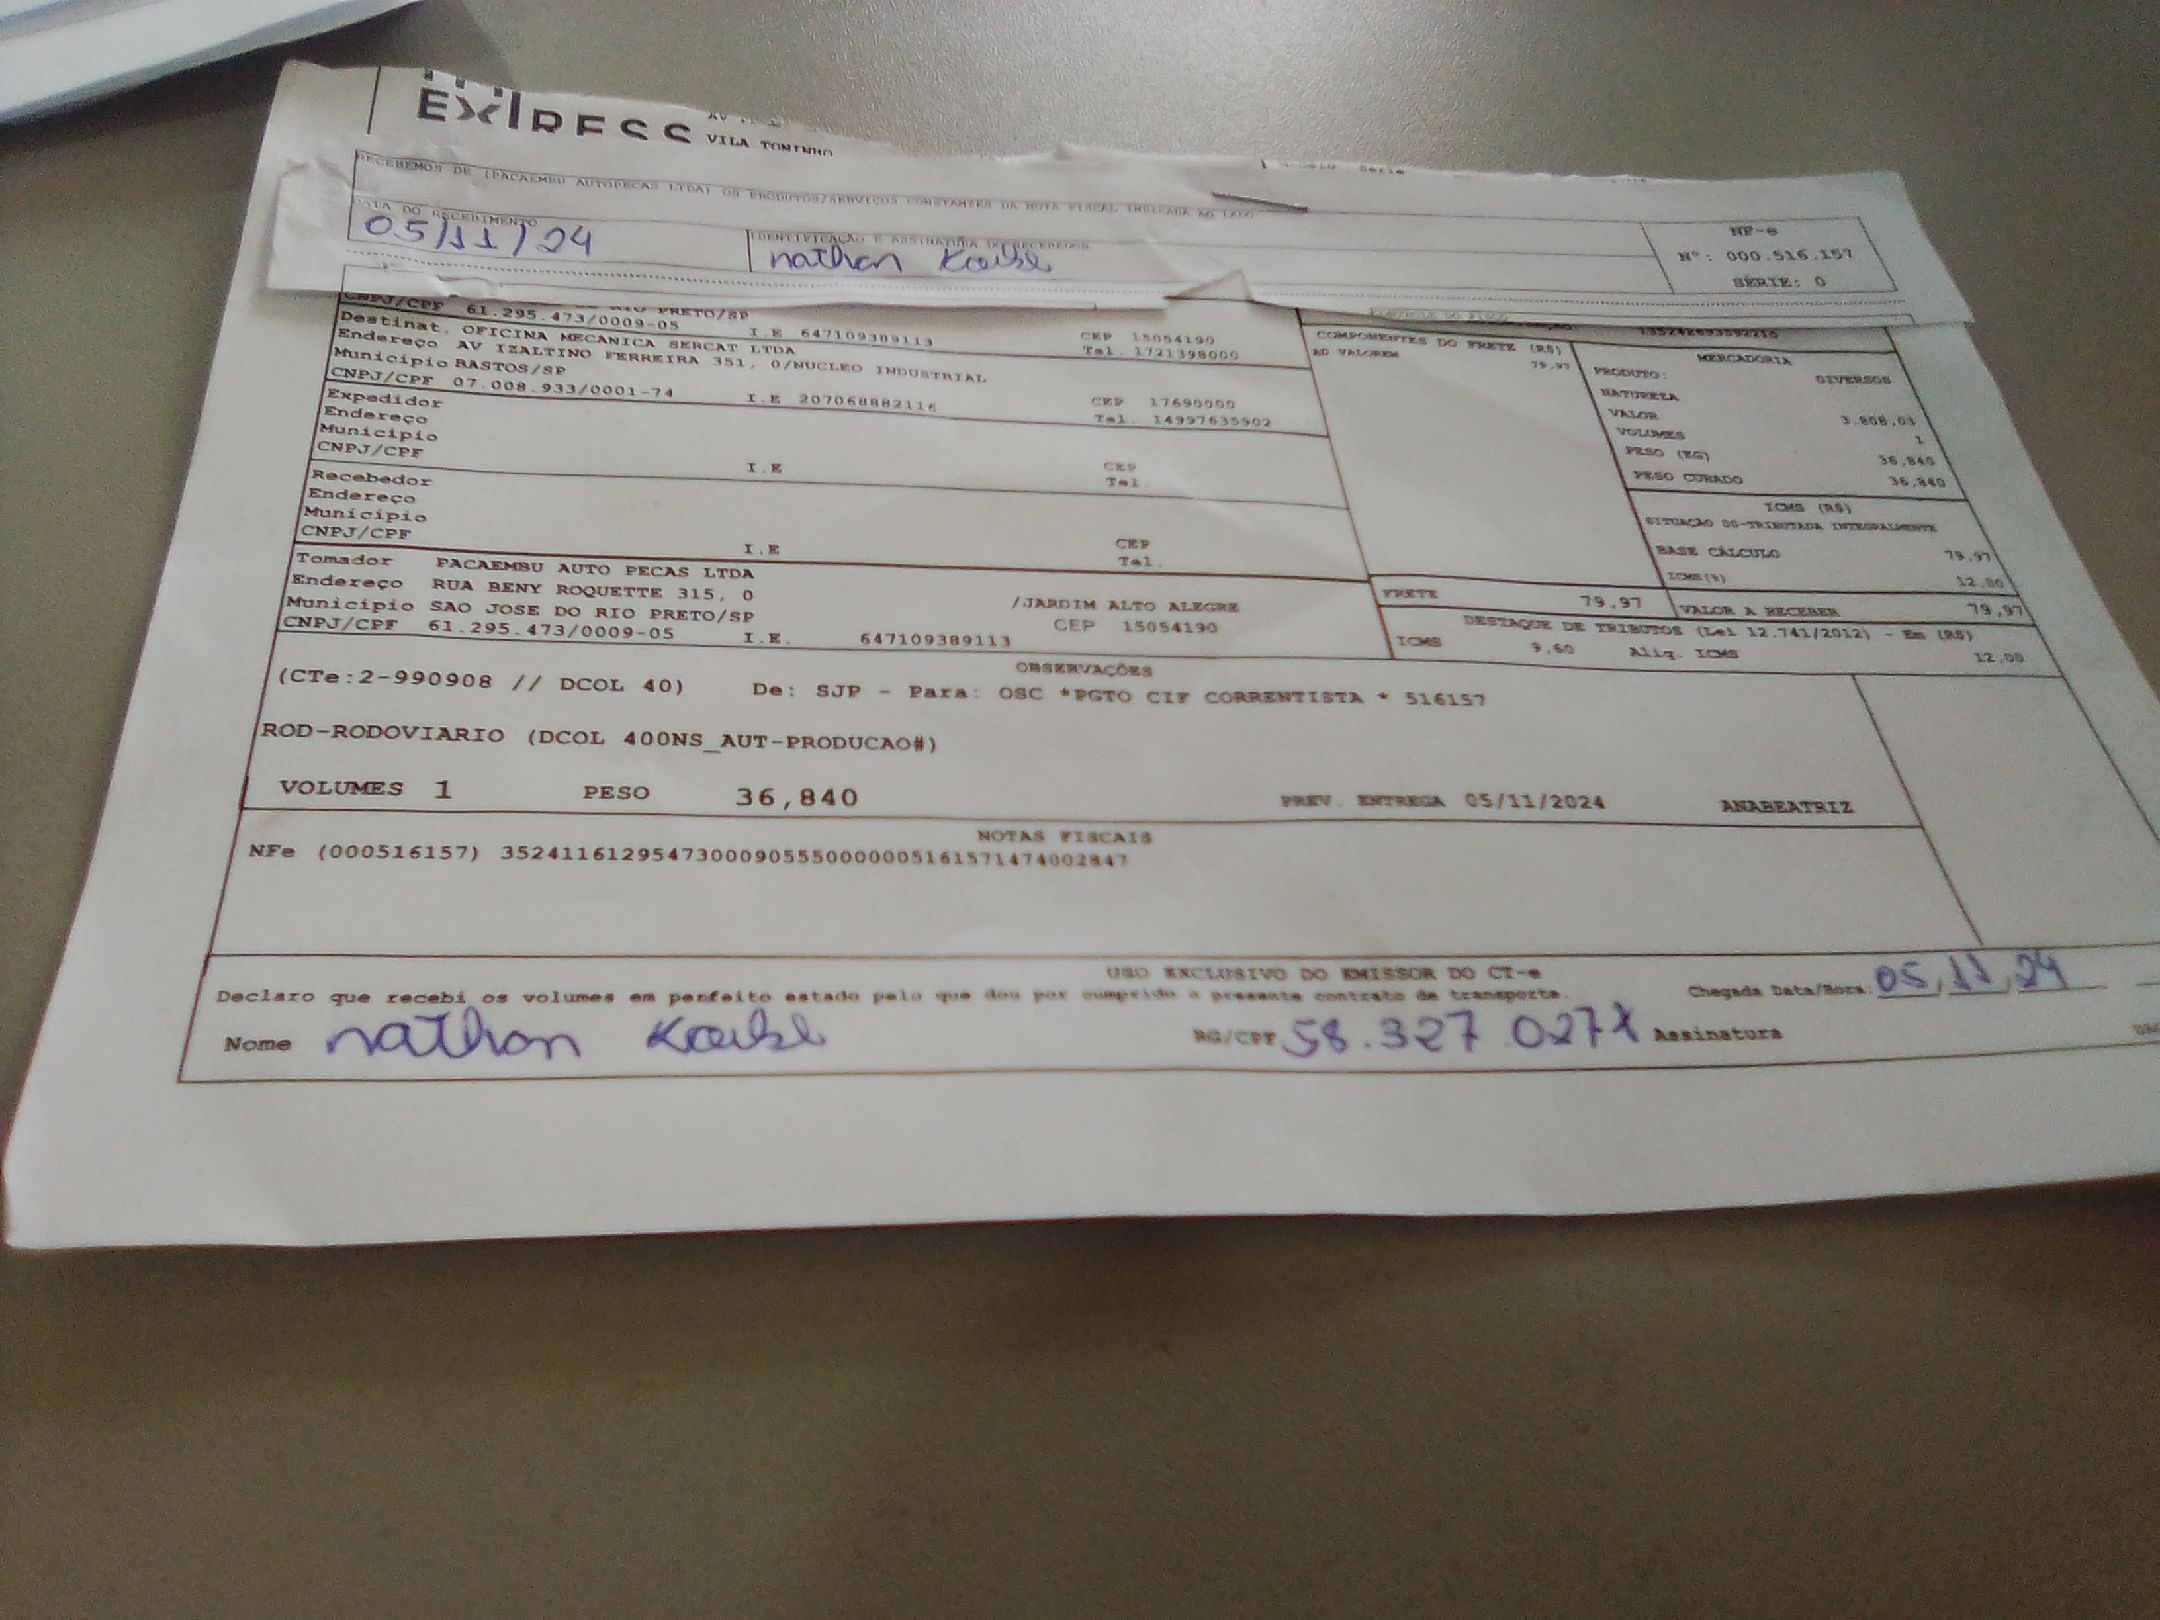 EXPRESS
VILA TONINHO
RECEBEMOS DE (PACAEMBU AUTOPECAS LTDA) OS PRODUTOS/SERVIÇOS CONSTANTES DA NOTA FISCAL INDICADA AO LADO
DATA DO RECEBIMENTO
05/11/24
IDENTIFICAÇÃO E ASSINATURA DO RECEBEDOR
nathan
NF-e
Nº: 000.516.157
SÉRIE: 0
RIO PRETO/SP
CNPJ/CPF 61.295.473/0009-05 I.E 647109389113 CEP 15054190
Tel. 1721398000
Destinat. OFICINA MECANICA SERCAT LTDA
Endereço AV IZALTINO FERREIRA 351, 0/NUCLEO INDUSTRIAL
Município BASTOS/SP CEP 17690000
CNPJ/CPF 07.008.933/0001-74 I.E 207068882116 Tel. 14997635902
Expedidor
Endereço
Município CEP
CNPJ/CPF I.E Tel
Recebedor
Endereço
Município CEP
CNPJ/CPF I.E Tel.
Tomador PACAEMBU AUTO PECAS LTDA
Endereço RUA BENY ROQUETTE 315, 0 /JARDIM ALTO ALEGRE
Município SAO JOSE DO RIO PRETO/SP CEP 15054190
CNPJ/CPF 61.295.473/0009-05 I.E. 647109389113
COMPONENTES DO FRETE (R$)
AD VALOREM 79,97
MERCADORIA
PRODUTO: DIVERSOS
NATUREZA
VALOR 3.808,03
VOLUMES 1
PESO (KG) 36,840
PESO CUBADO 36,840
ICMS (R$)
SITUAÇÃO 00-TRIBUTADA INTEGRALMENTE
BASE CÁLCULO 79,97
ICMS(%) 12,00
FRETE 79,97
VALOR A RECEBER 79,97
DESTAQUE DE TRIBUTOS (Lei 12.741/2012) - Em (R$)
ICMS 9,60 Aliq. ICMS 12,00
OBSERVAÇÕES
(CTe:2-990908 // DCOL 40) De: SJP - Para: OSC *PGTO CIF CORRENTISTA * 516157
ROD-RODOVIARIO (DCOL 400NS_AUT-PRODUCAO#)
VOLUMES 1 PESO 36,840 PREV. ENTREGA 05/11/2024 ANABEATRIZ
NOTAS FISCAIS
NFe (000516157) 35241161295473000905550000005161571474002847
USO EXCLUSIVO DO EMISSOR DO CT-e
Declaro que recebi os volumes em perfeito estado pelo que dou por cumprido o presente contrato de transporte. Chegada Data/Hora: 05/11/24
Nome nathan RG/CPF 58.327.027X Assinatura